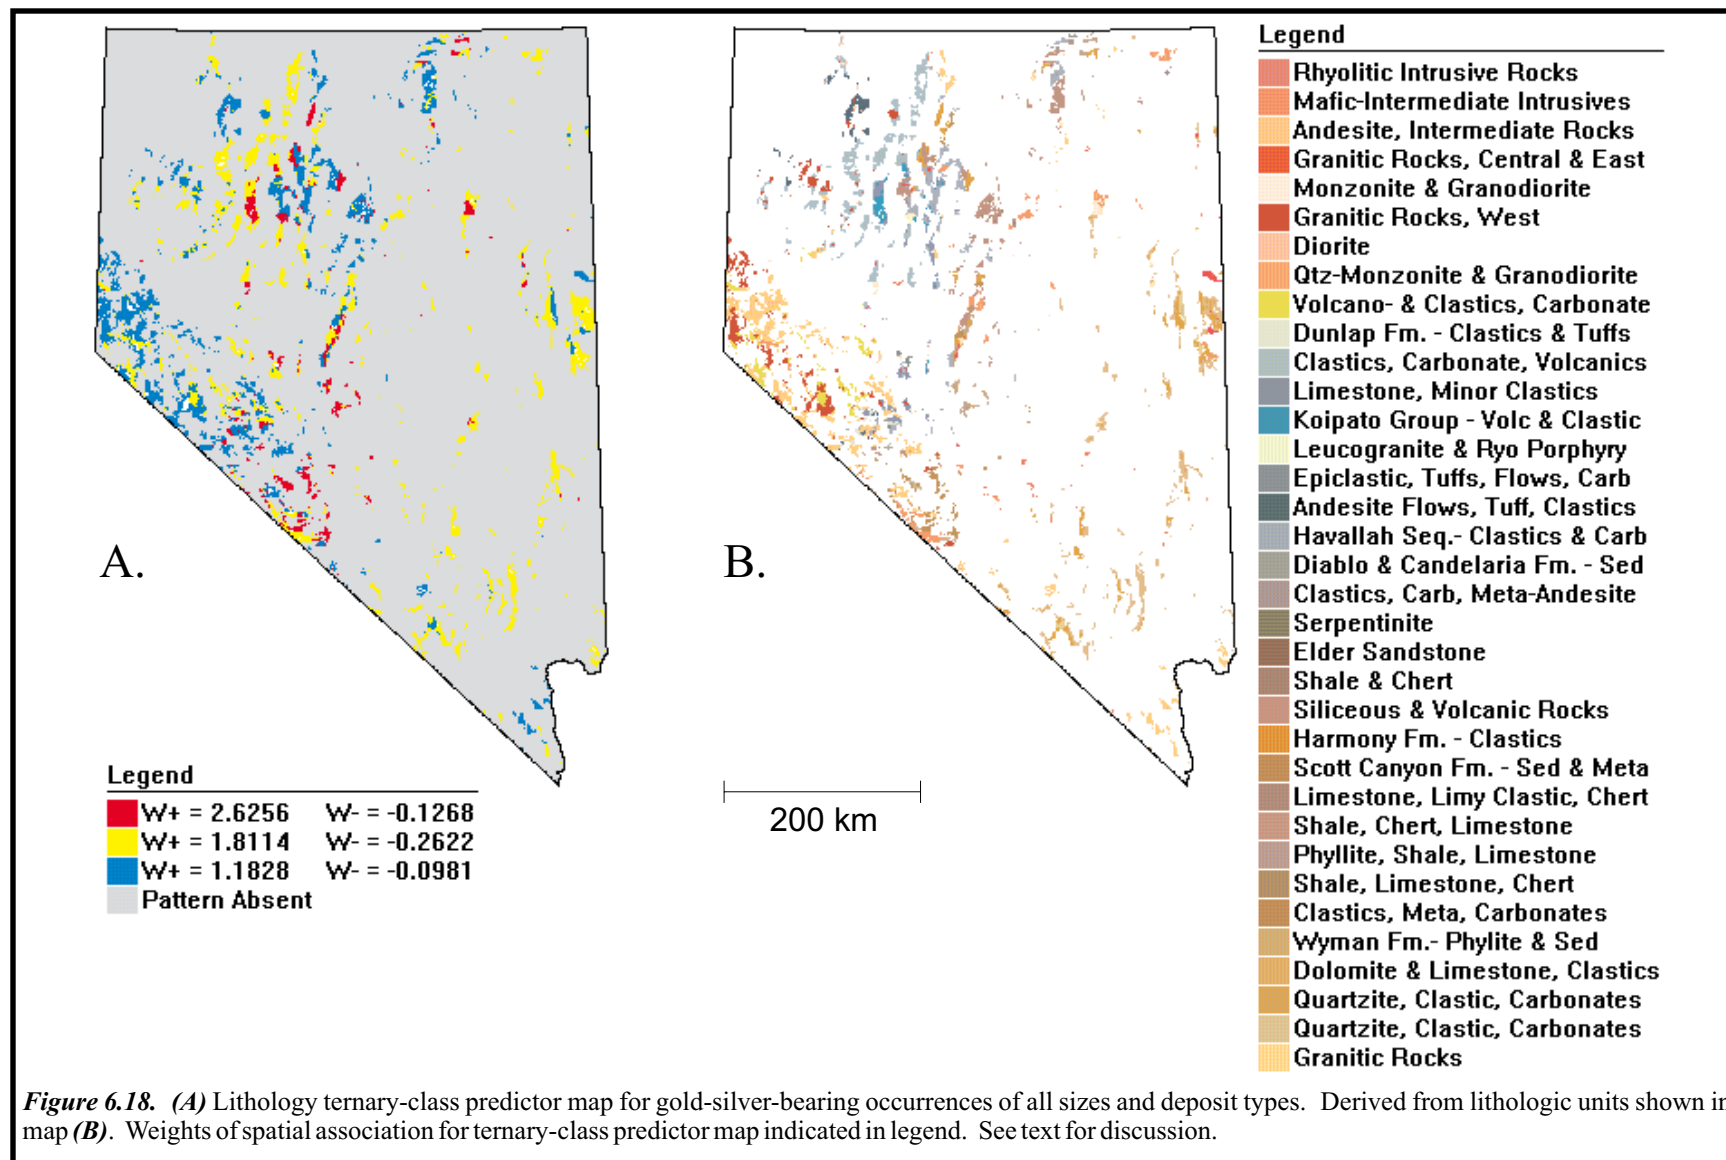 A.
Legend
W+ = 2.6256 W- = -0.1268
W+ = 1.8114 W- = -0.2622
W+ = 1.1828 W- = -0.0981
Pattern Absent
B.
200 km
Legend
Rhyolitic Intrusive Rocks
Mafic-Intermediate Intrusives
Andesite, Intermediate Rocks
Granitic Rocks, Central & East
Monzonite & Granodiorite
Granitic Rocks, West
Diorite
Qtz-Monzonite & Granodiorite
Volcano- & Clastics, Carbonate
Dunlap Fm. - Clastics & Tuffs
Clastics, Carbonate, Volcanics
Limestone, Minor Clastics
Koipato Group - Volc & Clastic
Leucogranite & Ryo Porphyry
Epiclastic, Tuffs, Flows, Carb
Andesite Flows, Tuff, Clastics
Havallah Seq.- Clastics & Carb
Diablo & Candelaria Fm. - Sed
Clastics, Carb, Meta-Andesite
Serpentinite
Elder Sandstone
Shale & Chert
Siliceous & Volcanic Rocks
Harmony Fm. - Clastics
Scott Canyon Fm. - Sed & Meta
Limestone, Limy Clastic, Chert
Shale, Chert, Limestone
Phyllite, Shale, Limestone
Shale, Limestone, Chert
Clastics, Meta, Carbonates
Wyman Fm.- Phylite & Sed
Dolomite & Limestone, Clastics
Quartzite, Clastic, Carbonates
Quartzite, Clastic, Carbonates
Granitic Rocks
Figure 6.18. (A) Lithology ternary-class predictor map for gold-silver-bearing occurrences of all sizes and deposit types. Derived from lithologic units shown in
map (B). Weights of spatial association for ternary-class predictor map indicated in legend. See text for discussion.